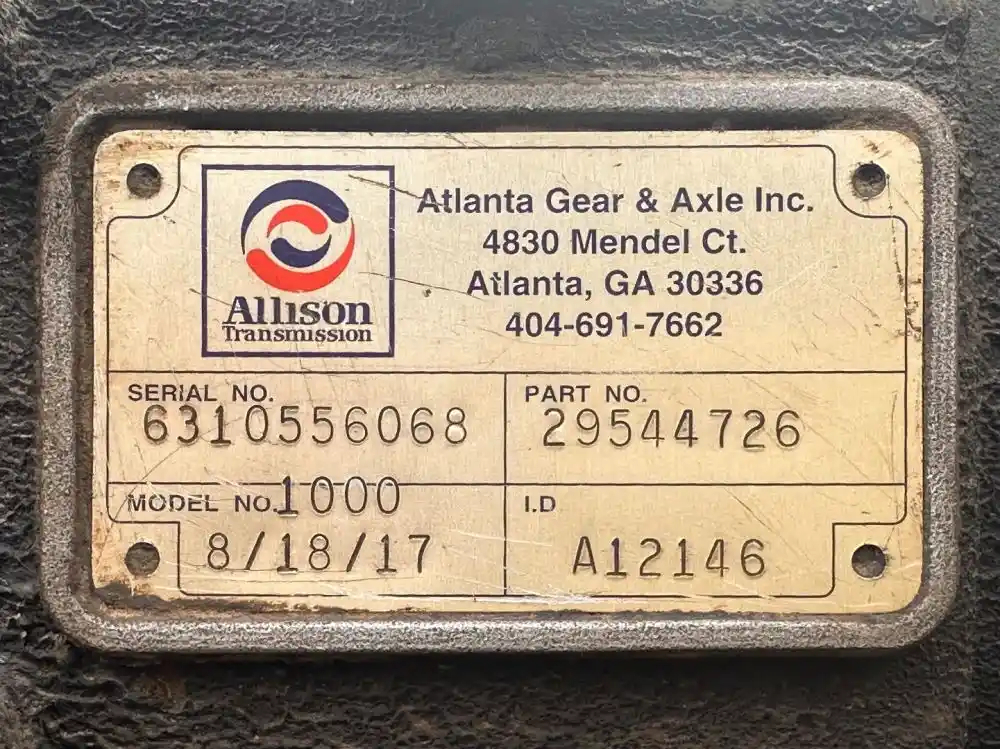 Allison
Transmission
Atlanta Gear & Axle Inc.
4830 Mendel Ct.
Atlanta, GA 30336
404-691-7662
SERIAL NO.
6310556068
PART NO.
29544726
MODEL NO. 1000
8/18/17
I.D
A12146